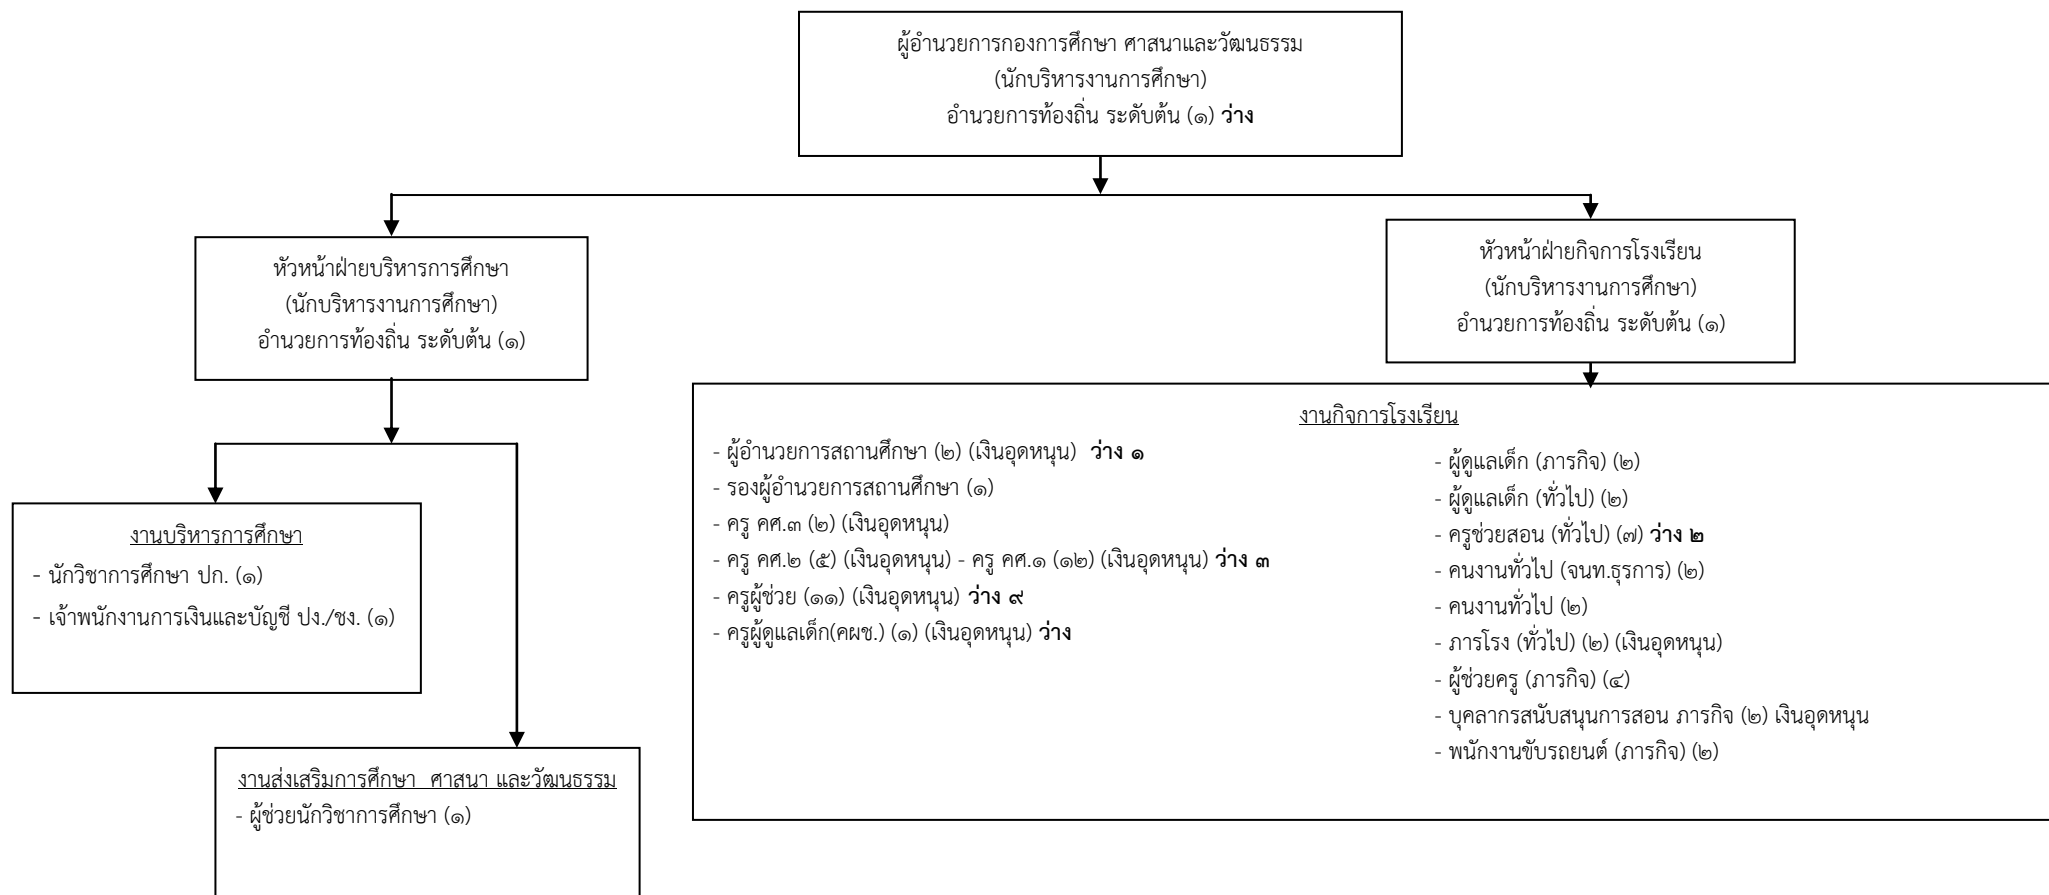 ผู้อำนวยการกองการศึกษา ศาสนาและวัฒนธรรม
(นักบริหารงานการศึกษา)
อำนวยการท้องถิ่น ระดับต้น (๑) ว่าง
หัวหน้าฝ่ายบริหารการศึกษา
(นักบริหารงานการศึกษา)
อำนวยการท้องถิ่น ระดับต้น (๑)
หัวหน้าฝ่ายกิจการโรงเรียน
(นักบริหารงานการศึกษา)
อำนวยการท้องถิ่น ระดับต้น (๑)
งานบริหารการศึกษา
- นักวิชาการศึกษา ปก. (๑)
- เจ้าพนักงานการเงินและบัญชี ปง./ชง. (๑)
งานส่งเสริมการศึกษา  ศาสนา และวัฒนธรรม
- ผู้ช่วยนักวิชาการศึกษา (๑)
งานกิจการโรงเรียน
- ผู้อำนวยการสถานศึกษา (๒) (เงินอุดหนุน)  ว่าง ๑
- รองผู้อำนวยการสถานศึกษา (๑)
- ครู คศ.๓ (๒) (เงินอุดหนุน)
- ครู คศ.๒ (๕) (เงินอุดหนุน) - ครู คศ.๑ (๑๒) (เงินอุดหนุน) ว่าง ๓
- ครูผู้ช่วย (๑๑) (เงินอุดหนุน) ว่าง ๙
- ครูผู้ดูแลเด็ก(คผช.) (๑) (เงินอุดหนุน) ว่าง
- ผู้ดูแลเด็ก (ภารกิจ) (๒)
- ผู้ดูแลเด็ก (ทั่วไป) (๒)
- ครูช่วยสอน (ทั่วไป) (๗) ว่าง ๒
- คนงานทั่วไป (จนท.ธุรการ) (๒)
- คนงานทั่วไป (๒)
- ภารโรง (ทั่วไป) (๒) (เงินอุดหนุน)
- ผู้ช่วยครู (ภารกิจ) (๔)
- บุคลากรสนับสนุนการสอน ภารกิจ (๒) เงินอุดหนุน
- พนักงานขับรถยนต์ (ภารกิจ) (๒)